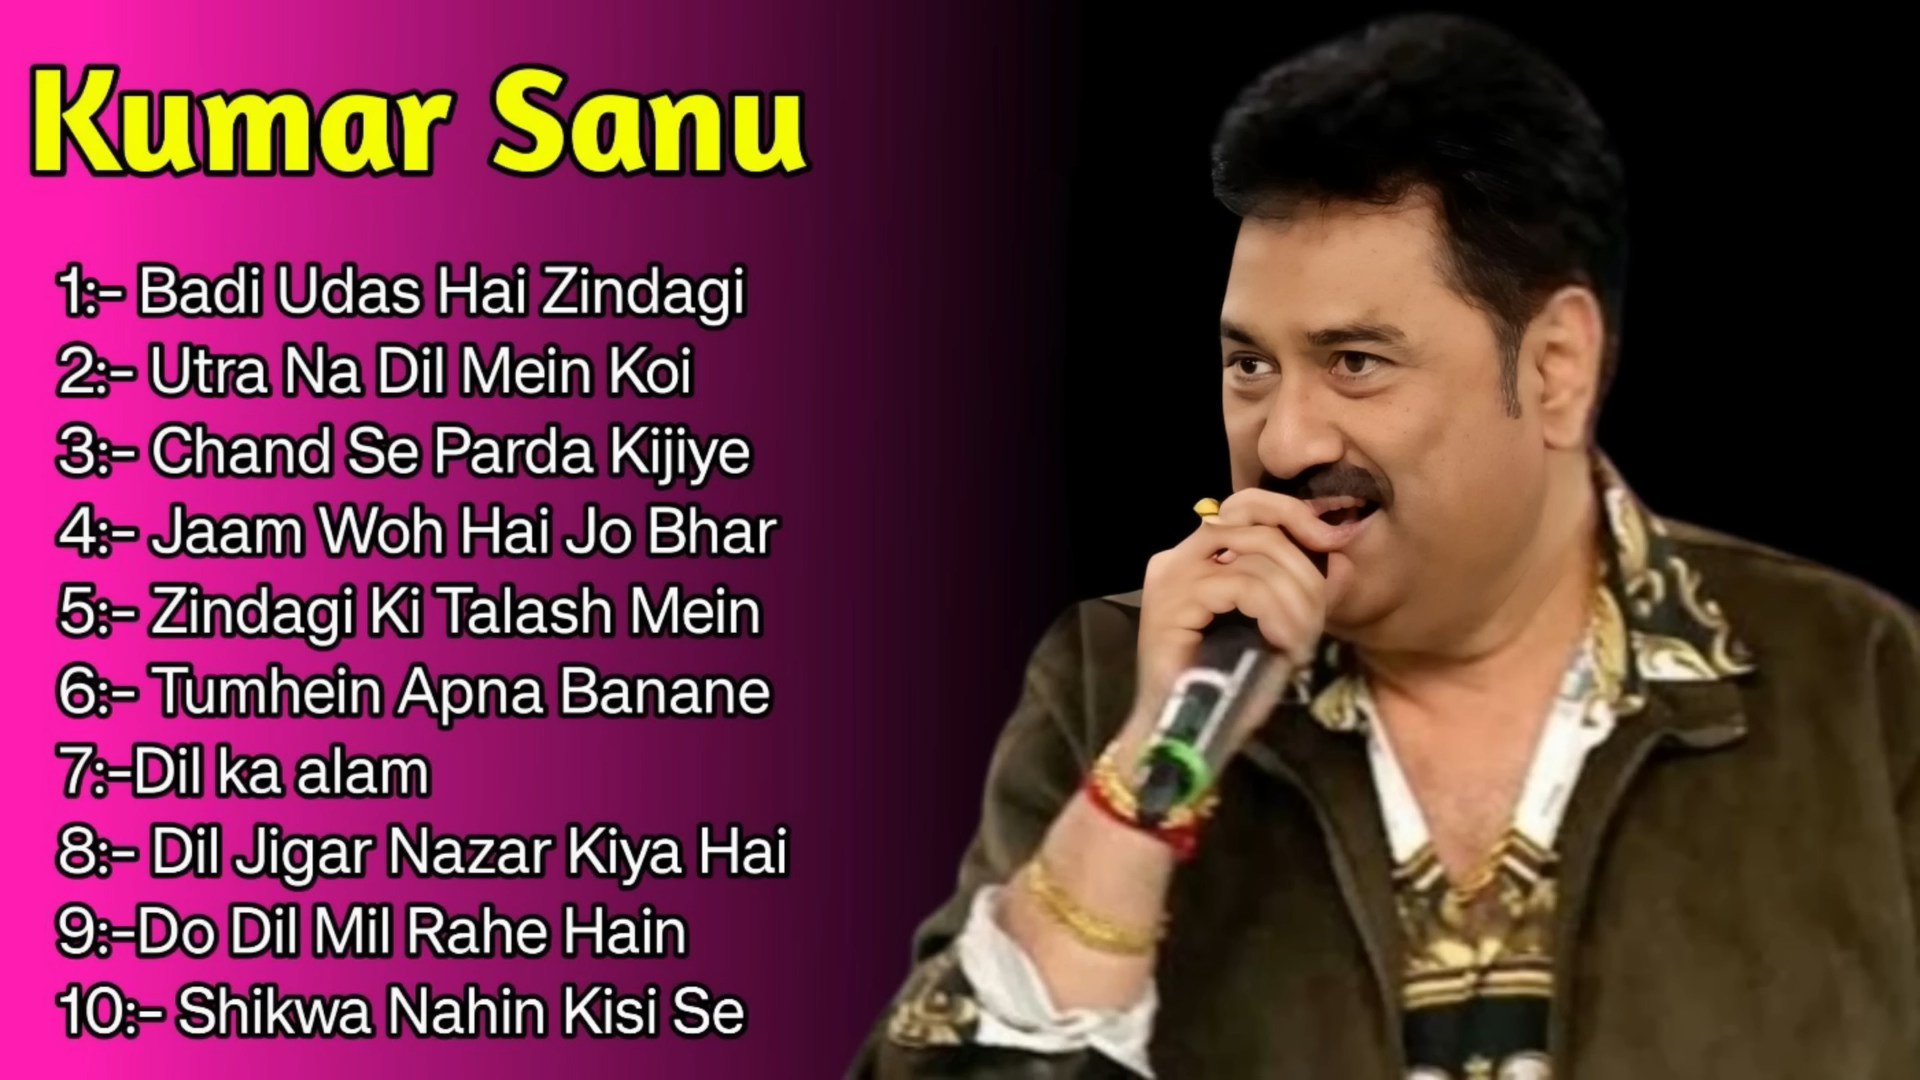 Kumar Sanu
1:- Badi Udas Hai Zindagi
2:- Utra Na Dil Mein Koi
3:- Chand Se Parda Kijiye
4:- Jaam Woh Hai Jo Bhar
5:- Zindagi Ki Talash Mein
6:- Tumhein Apna Banane
7:-Dil ka alam
8:- Dil Jigar Nazar Kiya Hai
9:-Do Dil Mil Rahe Hain
10:- Shikwa Nahin Kisi Se